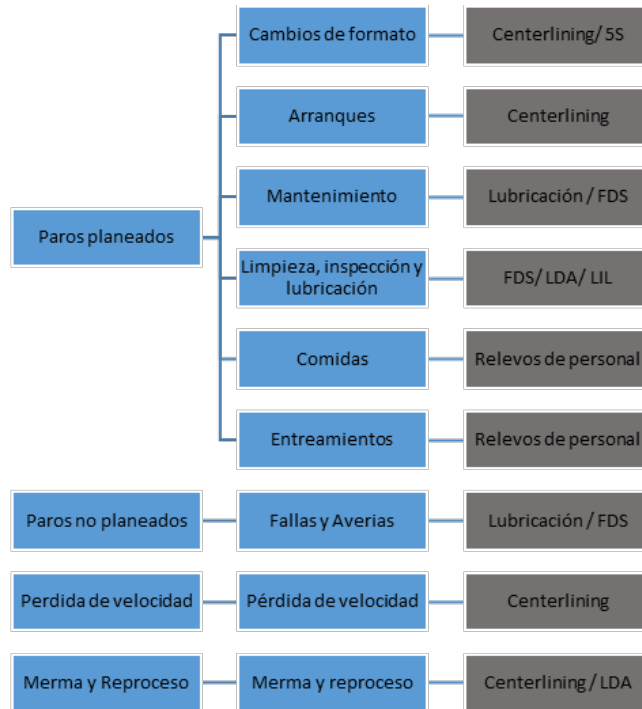 Cambios de formato
Centerlining/ 5S
Arranques
Centerlining
Mantenimiento
Lubricación / FDS
Paros planeados
Limpieza, inspección y
lubricación
FDS/ LDA/ LIL
Comidas
Relevos de personal
Entreamientos
Relevos de personal
Paros no planeados
Fallas y Averias
Lubricación / FDS
Perdida de velocidad
Pérdida de velocidad
Centerlining
Merma y Reproceso
Merma y reproceso
Centerlining / LDA